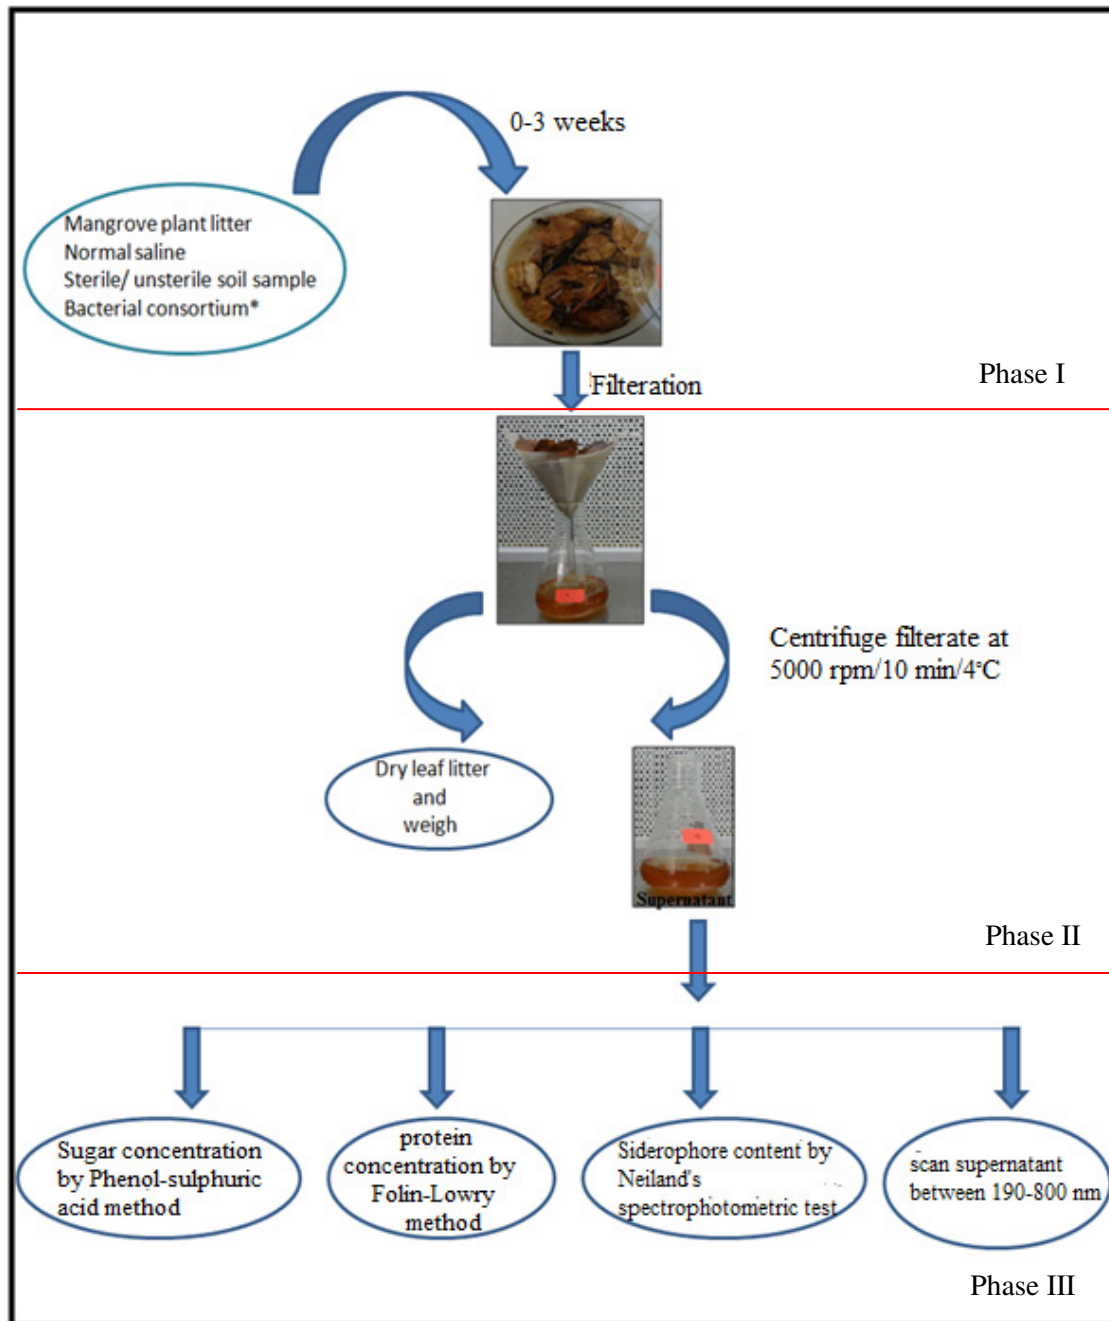 0-3 weeks
Mangrove plant litter
Normal saline
Sterile/ unsterile soil sample
Bacterial consortium*
Phase I
Filteration
Centrifuge filterate at
5000 rpm/10 min/4°C
Dry leaf litter
and
weigh
Supernatant
Phase II
Sugar concentration
by Phenol-sulphuric
acid method
protein
concentration by
Folin-Lowry
method
Siderophore content by
Neiland's
spectrophotometric test
scan supernatant
between 190-800 nm
Phase III